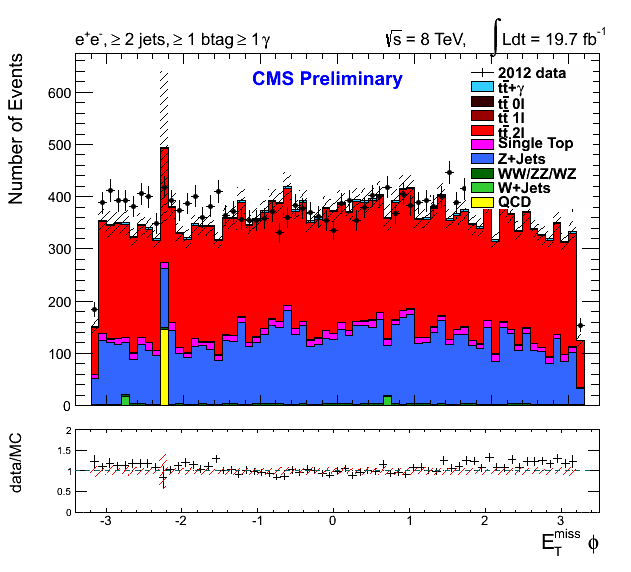 e⁺e⁻, ≥ 2 jets, ≥ 1 btag ≥ 1 γ
√s = 8 TeV, ∫ Ldt = 19.7 fb⁻¹
Number of Events
CMS Preliminary
2012 data
tt̄+γ
tt̄ 0l
tt̄ 1l
tt̄ 2l
Single Top
Z+Jets
WW/ZZ/WZ
W+Jets
QCD
600
500
400
300
200
100
0
data/MC
2
1.5
1
0.5
0
-3 -2 -1 0 1 2 3
E_T^miss φ